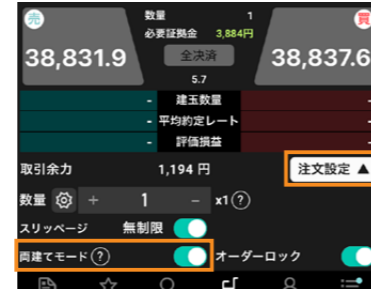 売 数量 1 買
必要証拠金 3,884円
38,831.9 全決済 38,837.6
5.7
- 建玉数量 -
- 平均約定レート -
- 評価損益 -
取引余力 1,194 円 注文設定 ▲
数量 + 1 - x1 ?
スリッページ 無制限
両建てモード ? オーダーロック